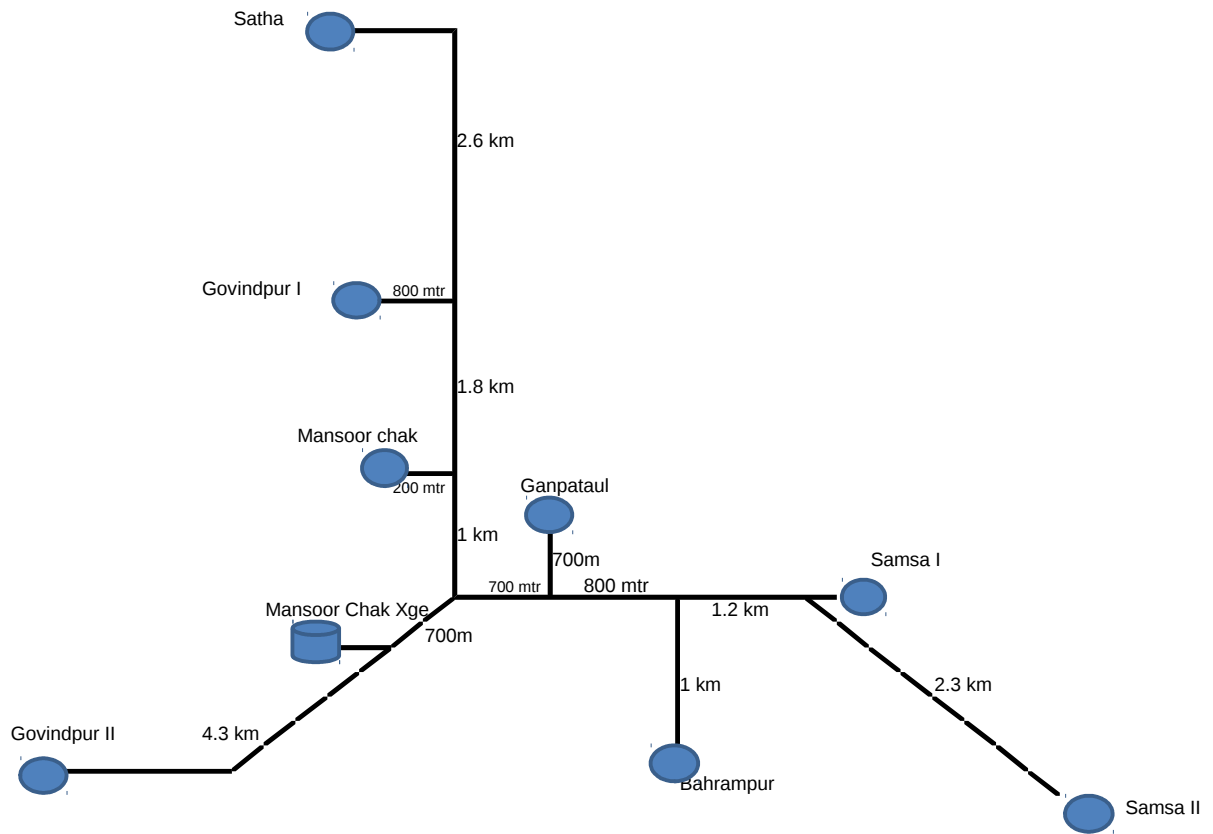 Satha
2.6 km
Govindpur I
800 mtr
1.8 km
Mansoor chak
200 mtr
Ganpataul
1 km
700m
Samsa I
700 mtr
800 mtr
Mansoor Chak Xge
1.2 km
700m
1 km
2.3 km
Govindpur II
4.3 km
Bahrampur
Samsa II